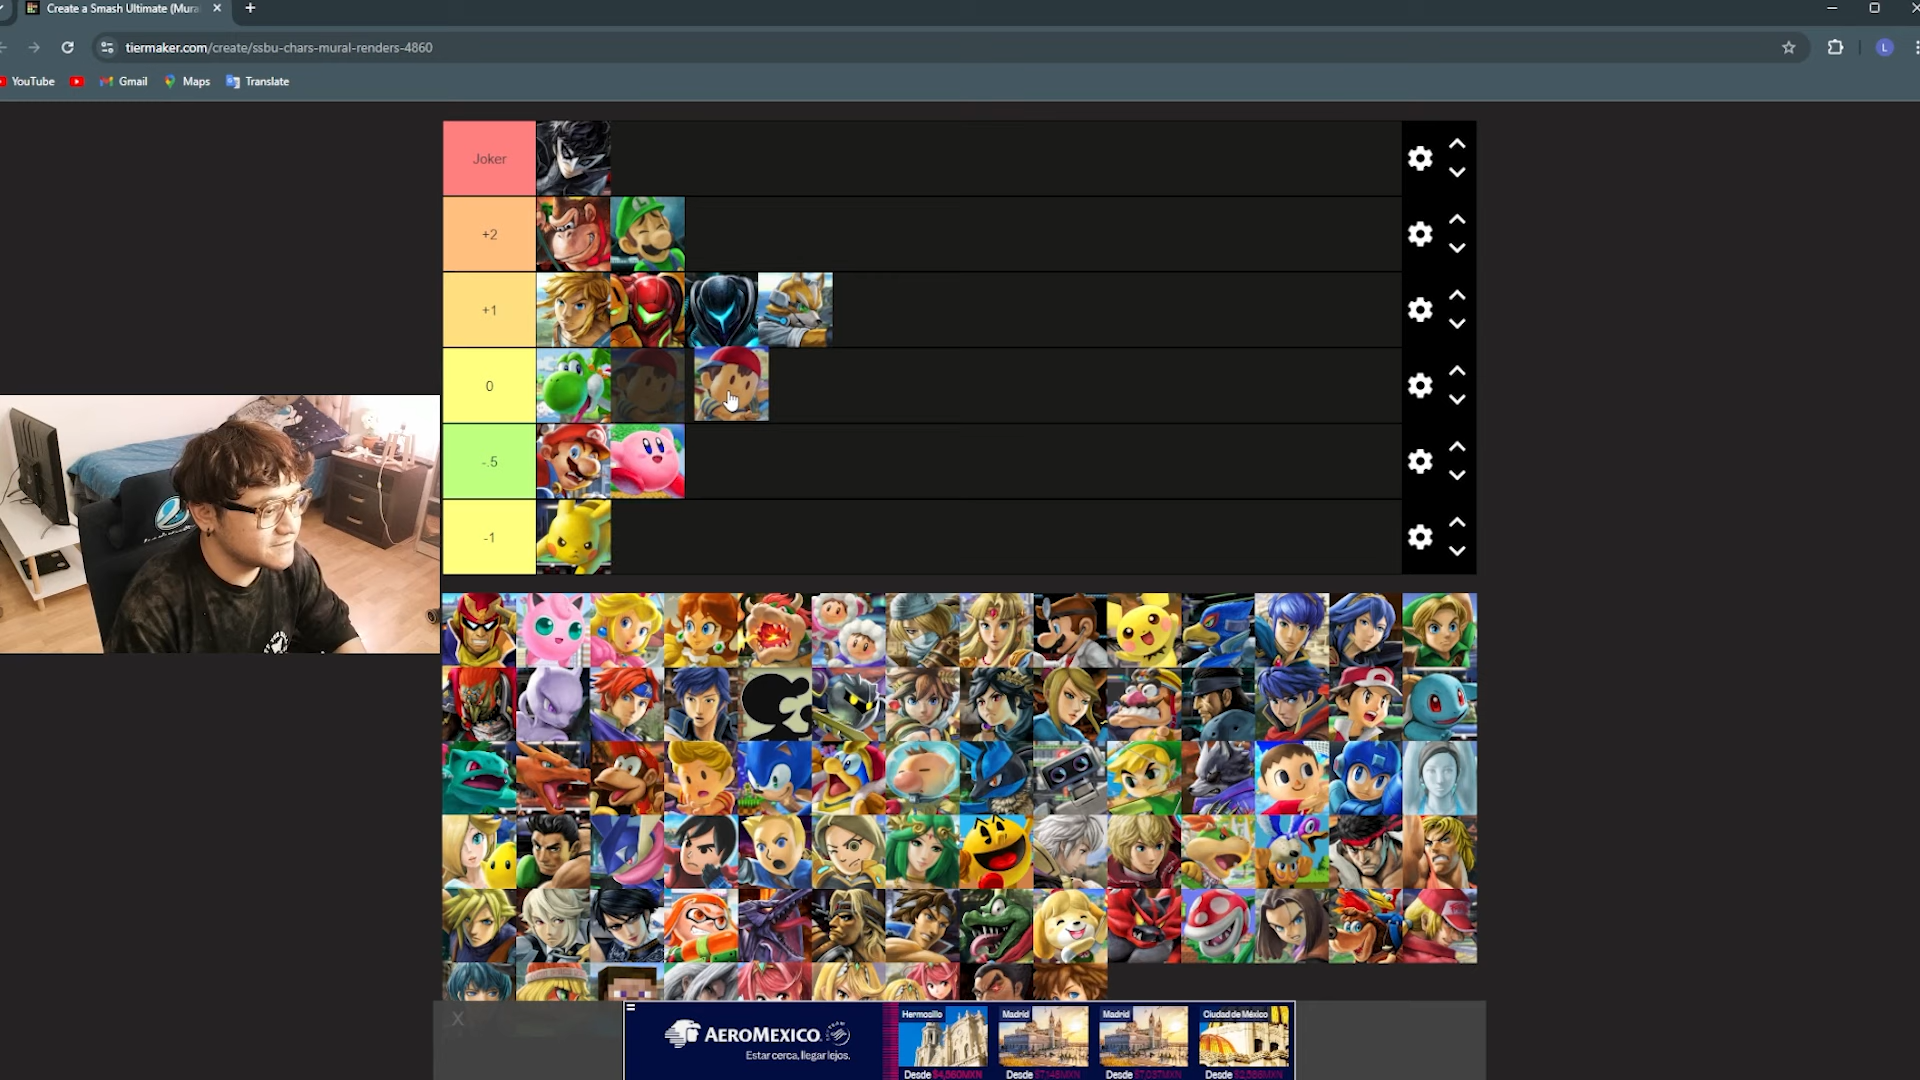 Create a Smash Ultimate (Mura
tiermaker.com/create/ssbu-chars-mural-renders-4860
L
YouTube
Gmail
Maps
Translate
Joker
+2
+1
0
-.5
-1
X
AEROMEXICO
Estar cerca, llegar lejos.
Hermosillo
Madrid
Madrid
Ciudad de México
Desde
Desde
Desde
Desde